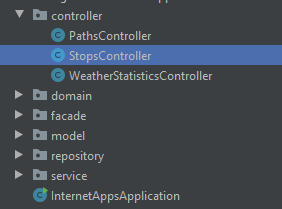 controller
PathsController
StopsController
WeatherStatisticsController
domain
facade
model
repository
service
InternetAppsApplication